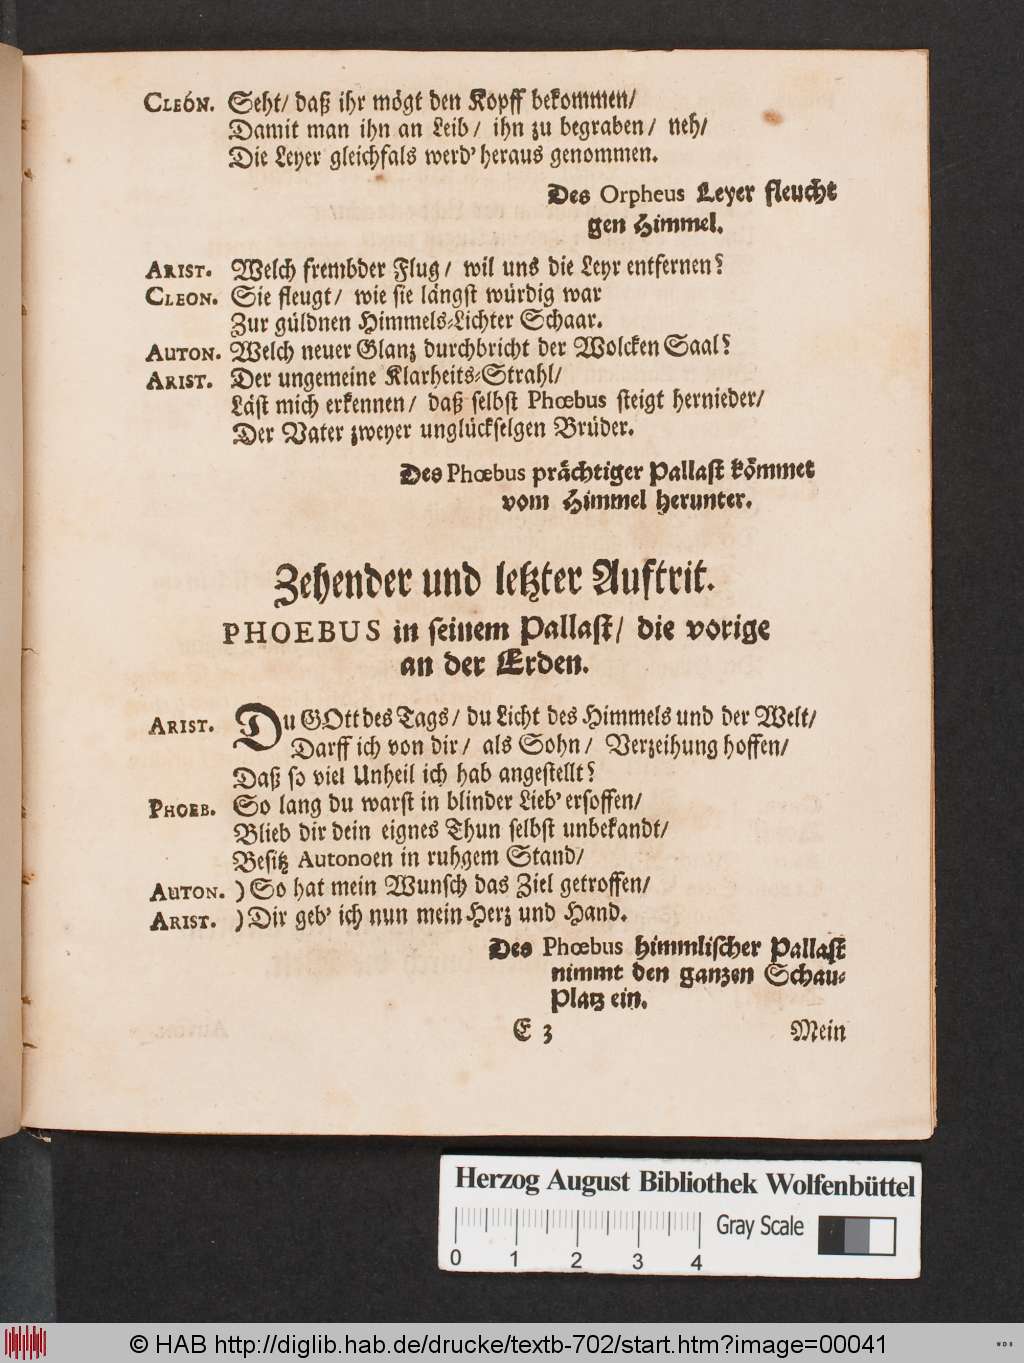 CLEÓN. Seht/ daß ihr mögt den Kopff bekommen/
Damit man ihn an Leib/ ihn zu begraben/ neh/
Die Leyer gleichfals werd' heraus genommen.
Des Orpheus Leyer fleucht
gen Himmel.
ARIST. Welch frembder Flug/ wil uns die Leyr entfernen?
CLEON. Sie fleugt/ wie sie längst würdig war
Zur güldnen Himmels-Lichter Schaar.
AUTON. Welch neuer Glanz durchbricht der Wolcken Saal?
ARIST. Der ungemeine Klarheits-Strahl/
Läst mich erkennen/ daß selbst Phœbus steigt hernieder/
Der Vater zweyer unglückselgen Brüder.
Des Phœbus prächtiger Pallast kömmet
vom Himmel herunter.
Zehender und letzter Auftrit.
PHOEBUS in seinem Pallast/ die vorige
an der Erden.
ARIST. Du GOtt des Tags/ du Licht des Himmels und der Welt/
Darff ich von dir/ als Sohn/ Verzeihung hoffen/
Daß so viel Unheil ich hab angestellt?
PHOEB. So lang du warst in blinder Lieb' ersoffen/
Blieb dir dein eignes Thun selbst unbekandt/
Besitz Autonoen in ruhgem Stand/
AUTON. ) So hat mein Wunsch das Ziel getroffen/
ARIST. ) Dir geb' ich nun mein Herz und Hand.
Des Phœbus himmlischer Pallast
nimmt den ganzen Schau-
Platz ein.
E 3 Mein
Herzog August Bibliothek Wolfenbüttel
Gray Scale
0 1 2 3 4
© HAB http://diglib.hab.de/drucke/textb-702/start.htm?image=00041